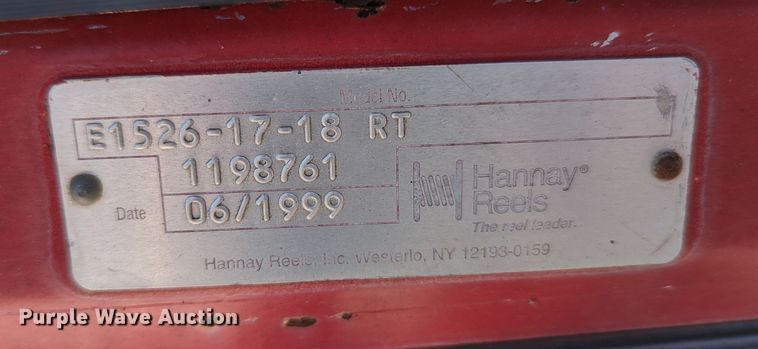 Model No.
E1526-17-18 RT
1198761
Date 06/1999
Hannay®
Reels
The reel leader.
Hannay Reels, Inc. Westerlo, NY 12193-0159
Purple Wave Auction